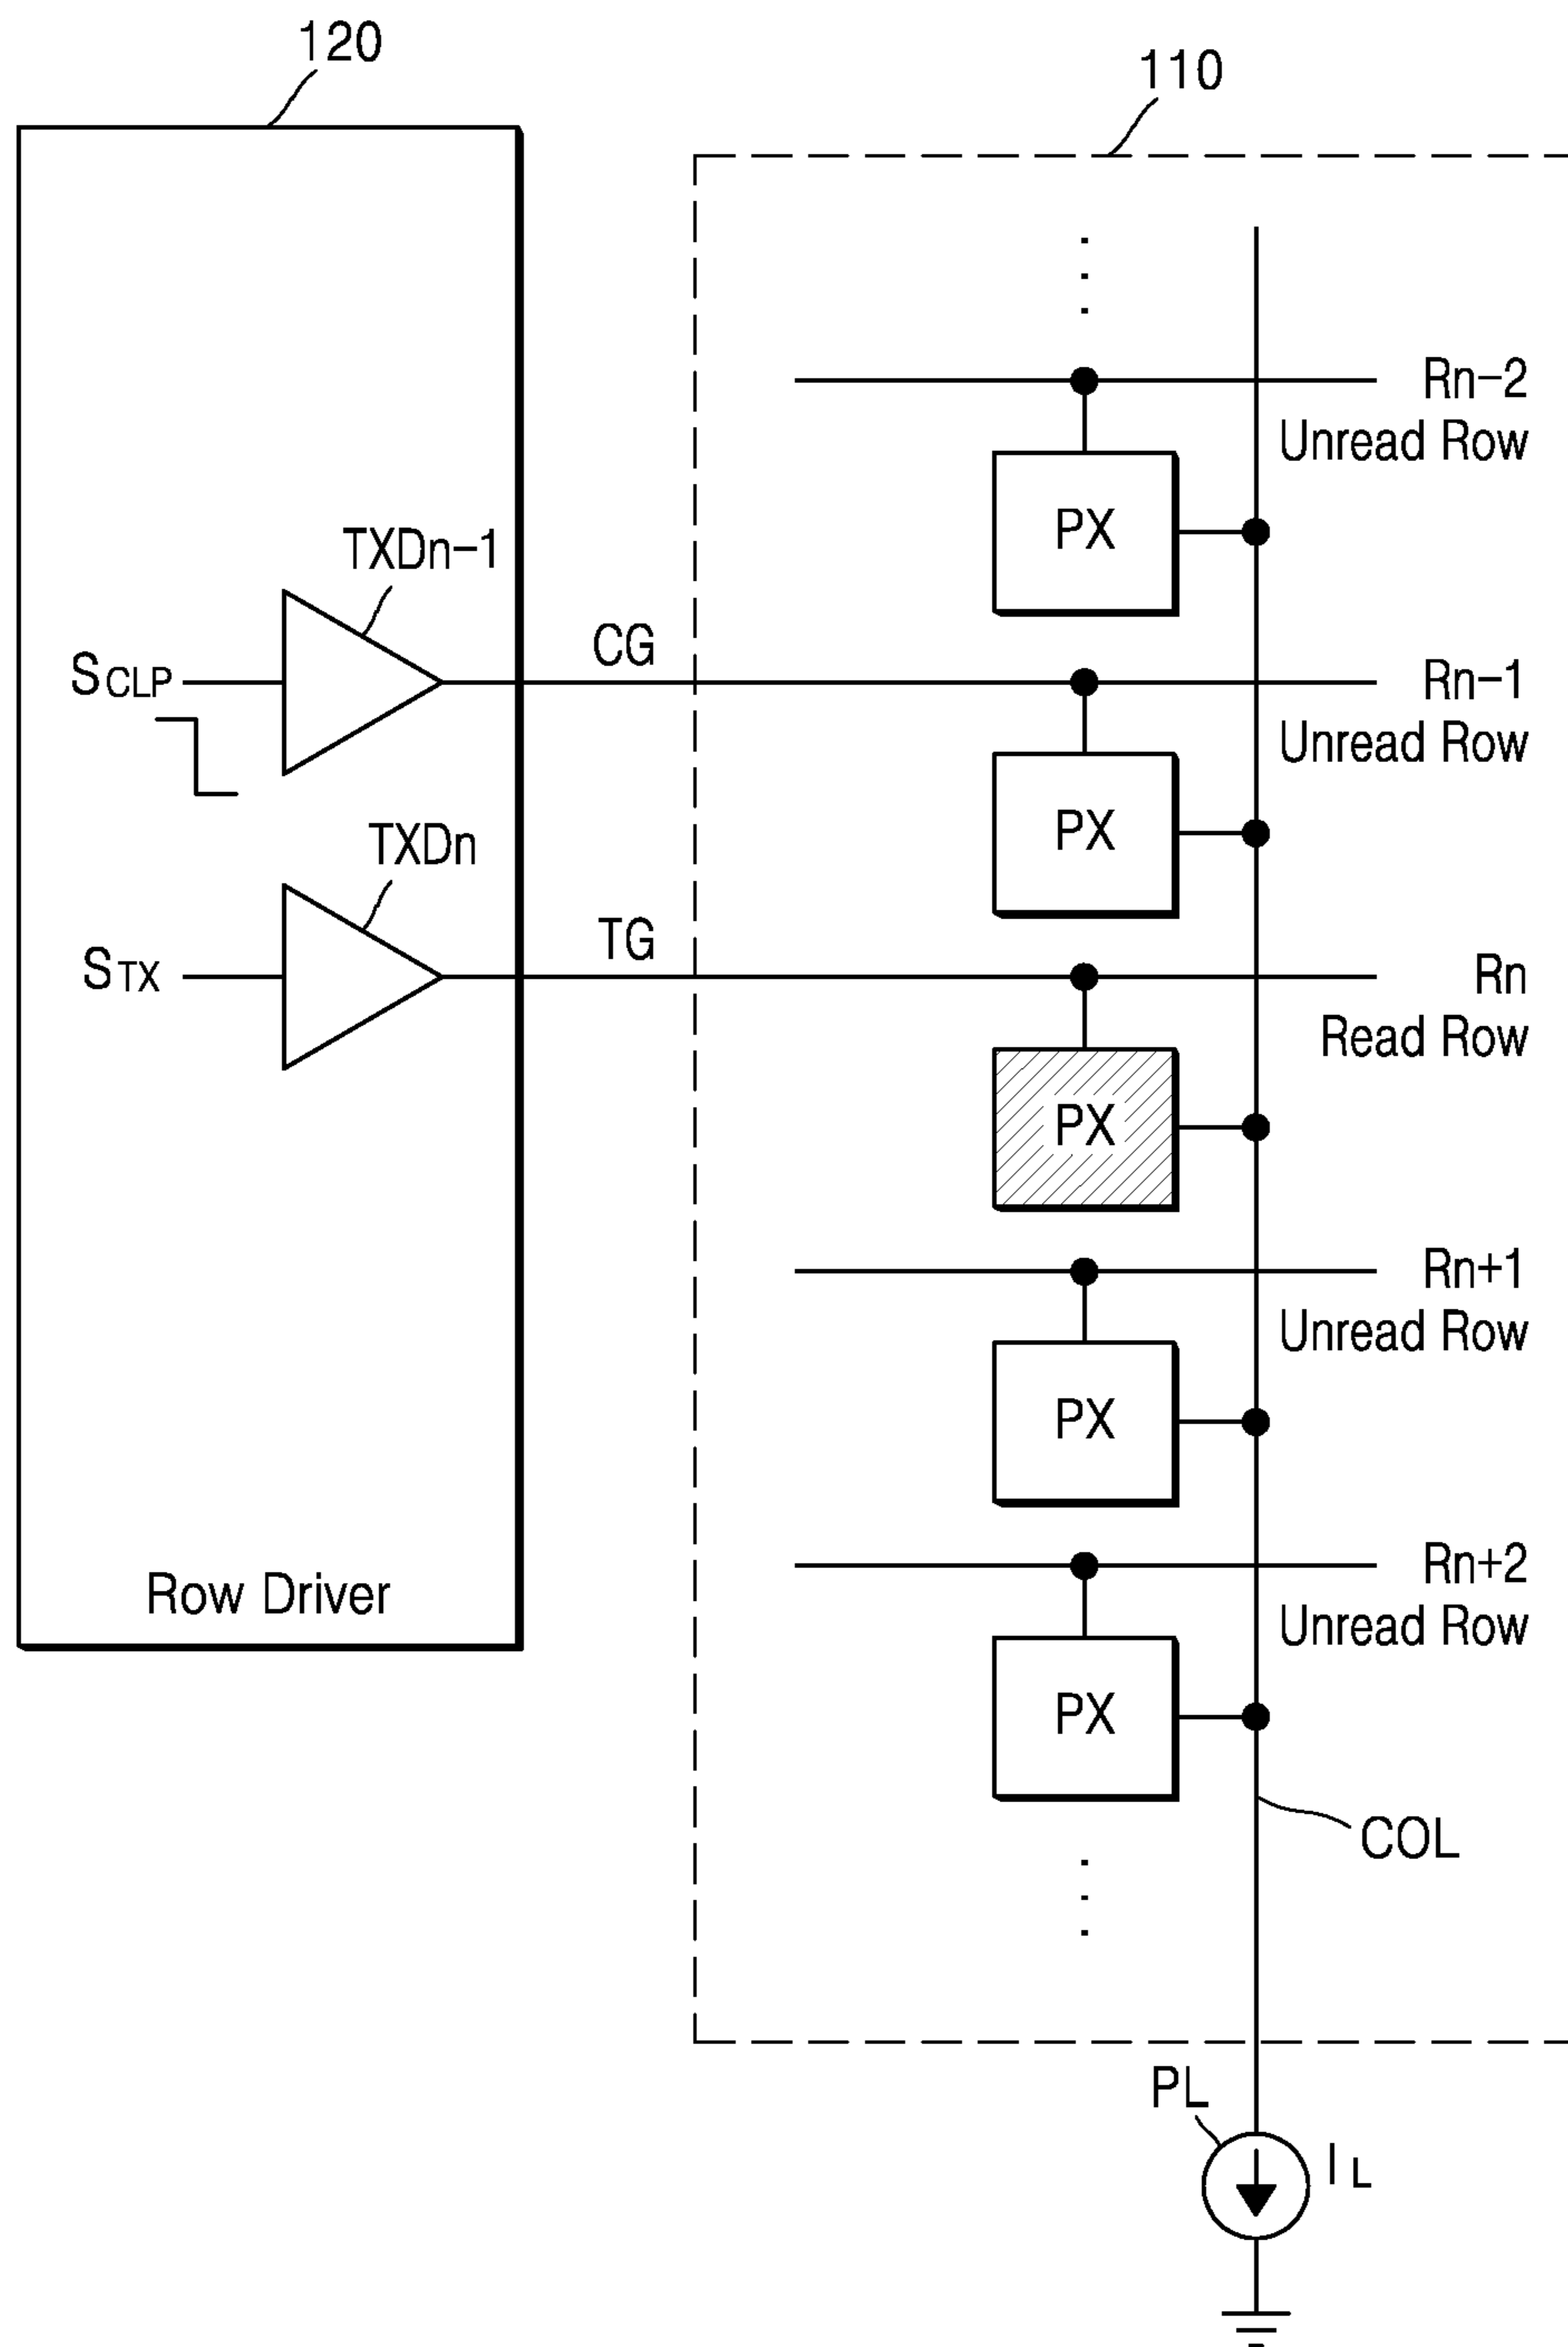 120
110
Rn-2
Unread Row
PX
TXDn-1
SCLP
CG
Rn-1
Unread Row
PX
TXDn
STX
TG
Rn
Read Row
PX
Rn+1
Unread Row
PX
Rn+2
Unread Row
Row Driver
PX
COL
PL
IL